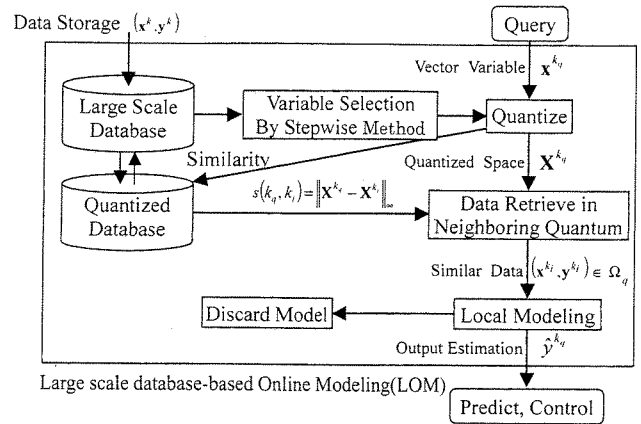 Data Storage (x^k, y^k)
Query
Vector Variable x^{k_q}
Large Scale
Database
Variable Selection
By Stepwise Method
Quantize
Similarity
Quantized Space X^{k_q}
Quantized
Database
s(k_q, k_i) = ‖X^{k_q} − X^{k_i}‖_∞
Data Retrieve in
Neighboring Quantum
Similar Data (x^{k_i}, y^{k_i}) ∈ Ω_q
Discard Model
Local Modeling
Output Estimation ŷ^{k_q}
Large scale database-based Online Modeling(LOM)
Predict, Control